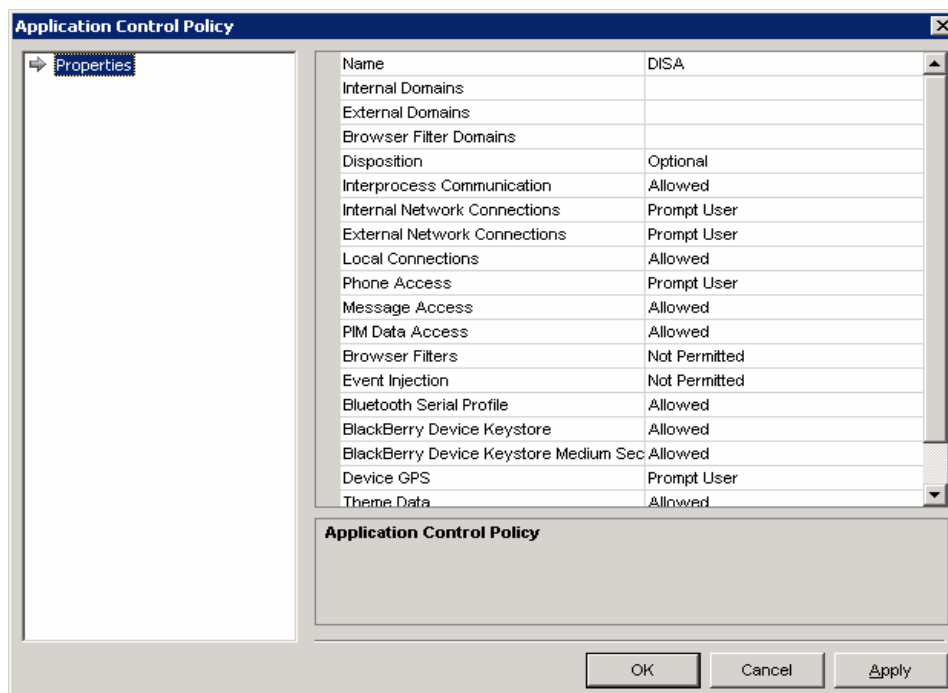 Application Control Policy
Properties
Name DISA
Internal Domains
External Domains
Browser Filter Domains
Disposition Optional
Interprocess Communication Allowed
Internal Network Connections Prompt User
External Network Connections Prompt User
Local Connections Allowed
Phone Access Prompt User
Message Access Allowed
PIM Data Access Allowed
Browser Filters Not Permitted
Event Injection Not Permitted
Bluetooth Serial Profile Allowed
BlackBerry Device Keystore Allowed
BlackBerry Device Keystore Medium Sec Allowed
Device GPS Prompt User
Theme Data Allowed
Application Control Policy
OK Cancel Apply